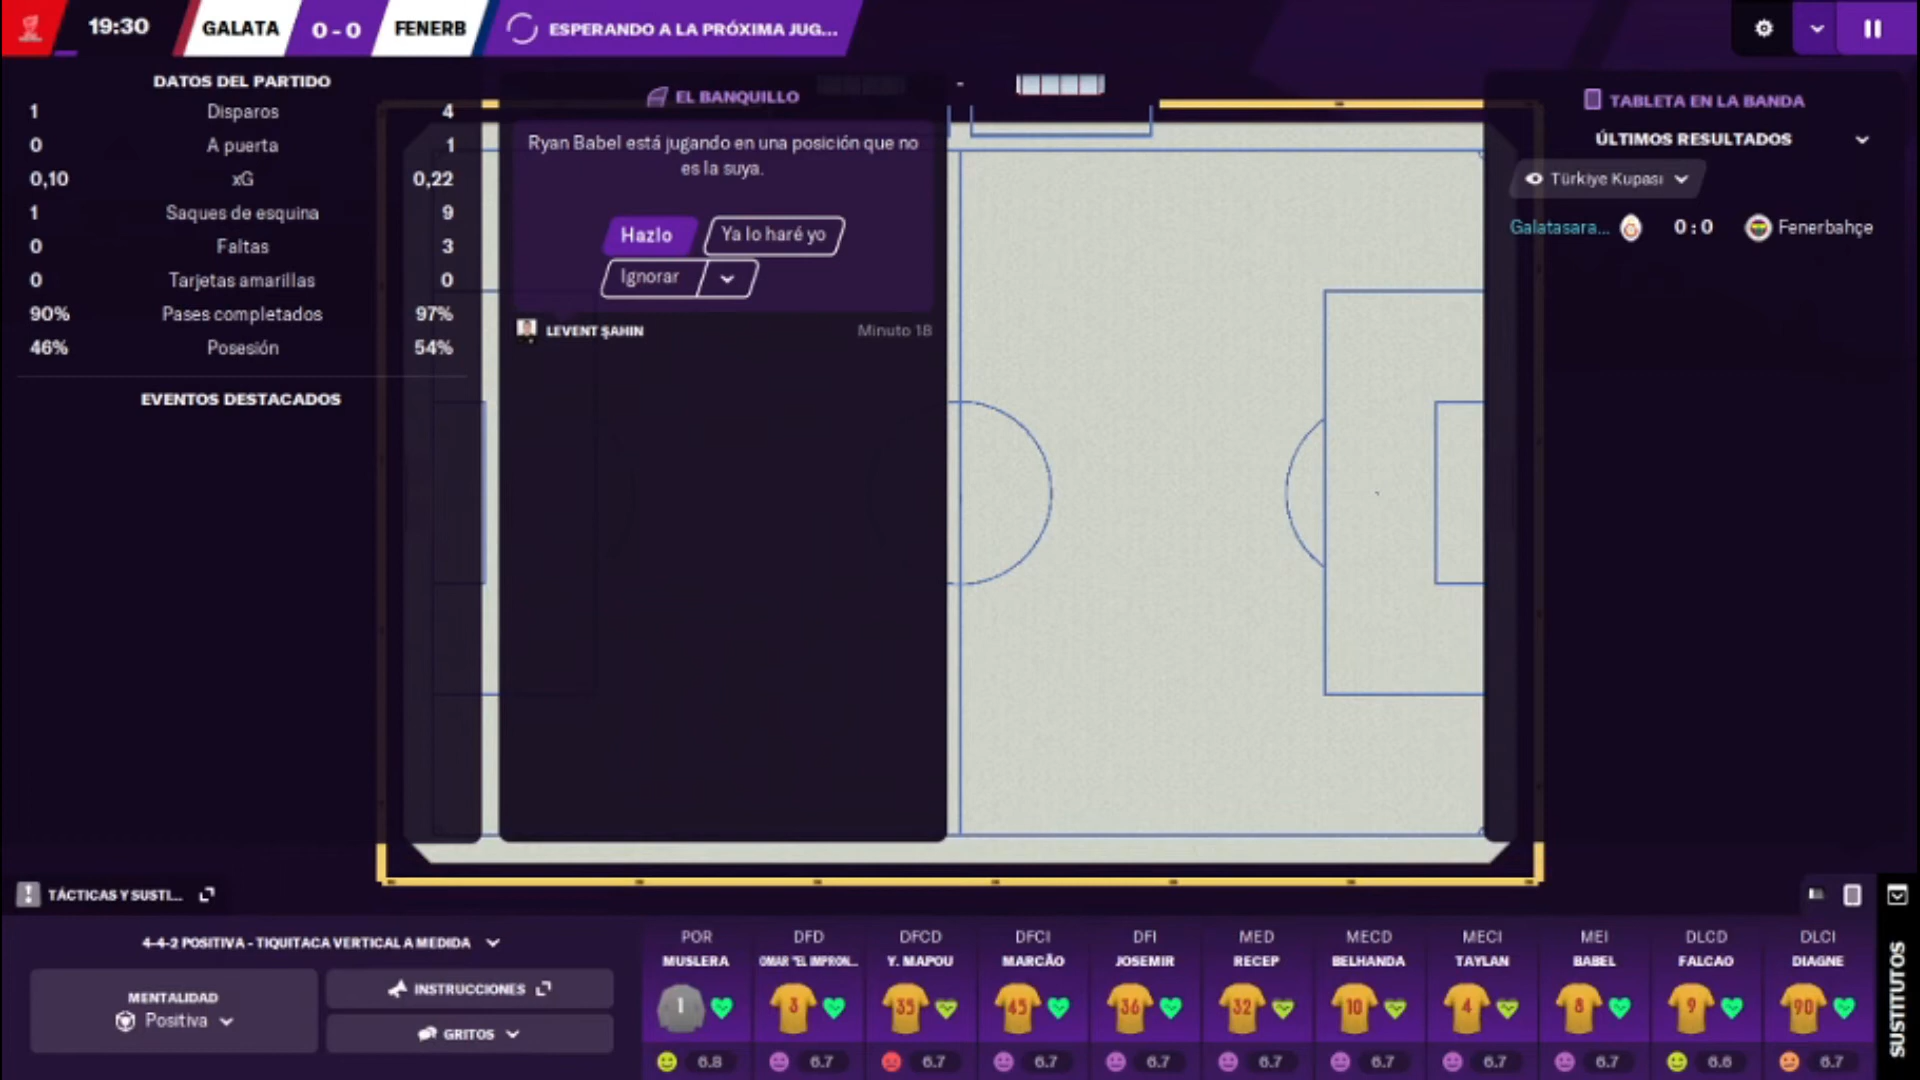 19:30
GALATA
0 - 0
FENERB
ESPERANDO A LA PRÓXIMA JUG...
DATOS DEL PARTIDO
1 Disparos 4
0 A puerta 1
0,10 xG 0,22
1 Saques de esquina 9
0 Faltas 3
0 Tarjetas amarillas 0
90% Pases completados 97%
46% Posesión 54%
EVENTOS DESTACADOS
EL BANQUILLO
Ryan Babel está jugando en una posición que no
es la suya.
Hazlo
Ya lo haré yo
Ignorar
LEVENT ŞAHIN
Minuto 18
-
TABLETA EN LA BANDA
ÚLTIMOS RESULTADOS
Türkiye Kupası
Galatasara... 0 : 0 Fenerbahçe
TÁCTICAS Y SUSTI...
4-4-2 POSITIVA - TIQUITACA VERTICAL A MEDIDA
MENTALIDAD
Positiva
INSTRUCCIONES
GRITOS
POR DFD DFCD DFCI DFI MED MECD MECI MEI DLCD DLCI
MUSLERA OMAR "EL IMPRON... Y. MAPOU MARCÃO JOSEMIR RECEP BELHANDA TAYLAN BABEL FALCAO DIAGNE
1 3 35 45 36 32 10 4 8 9 90
6.8 6.7 6.7 6.7 6.7 6.7 6.7 6.7 6.7 6.6 6.7
SUSTITUTOS